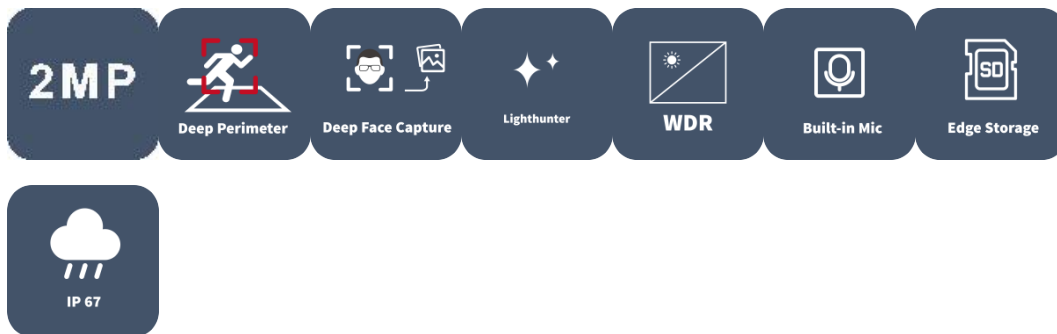 2MP
Deep Perimeter
Deep Face Capture
Lighthunter
WDR
Built-in Mic
SD
Edge Storage
IP 67